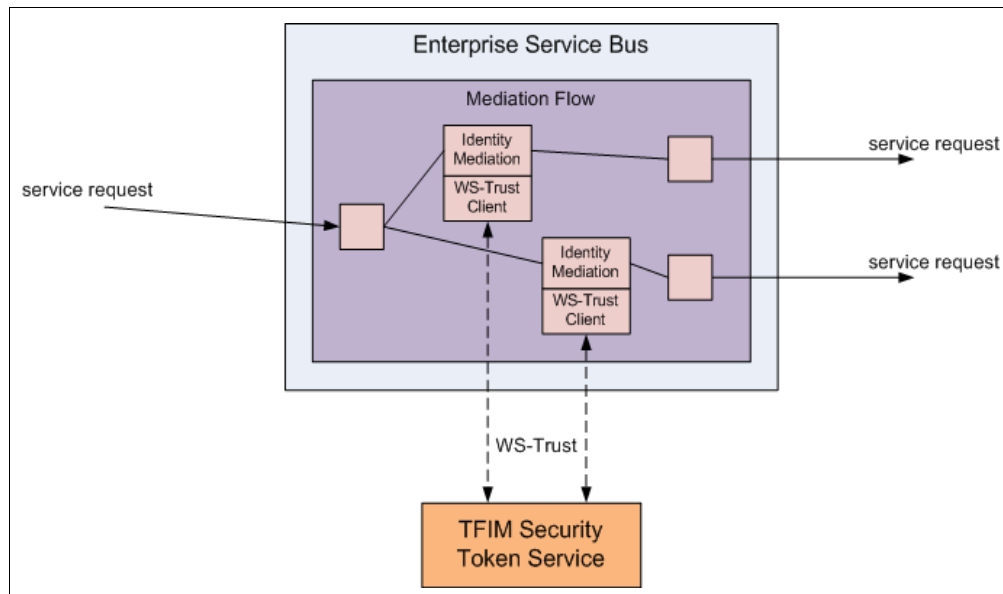 Enterprise Service Bus
Mediation Flow
Identity
Mediation
WS-Trust
Client
service request
service request
Identity
Mediation
WS-Trust
Client
service request
WS-Trust
TFIM Security
Token Service